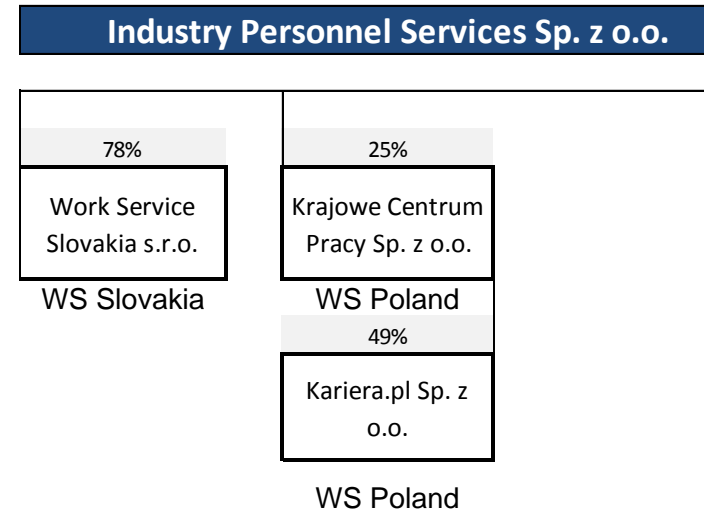 Industry Personnel Services Sp. z o.o.
78%
Work Service
Slovakia s.r.o.
WS Slovakia
25%
Krajowe Centrum
Pracy Sp. z o.o.
WS Poland
49%
Kariera.pl Sp. z
o.o.
WS Poland